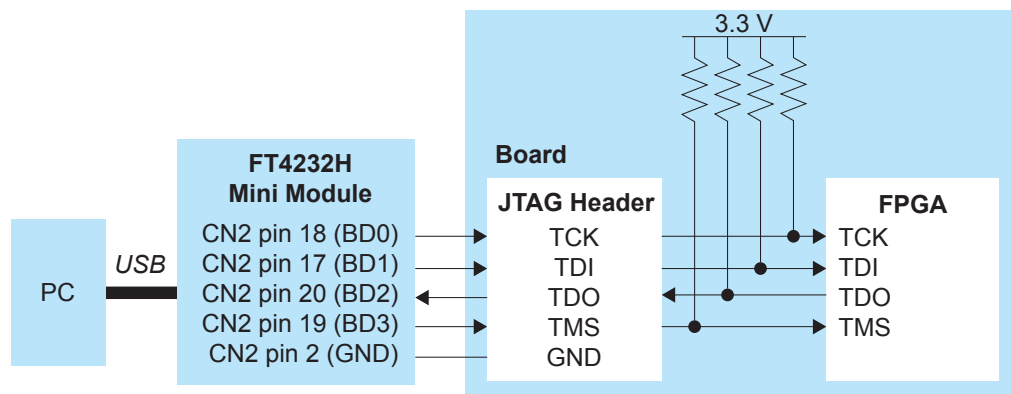 3.3 V
Board
FT4232H
Mini Module
JTAG Header
FPGA
CN2 pin 18 (BD0)
TCK
TCK
CN2 pin 17 (BD1)
TDI
TDI
USB
PC
CN2 pin 20 (BD2)
TDO
TDO
CN2 pin 19 (BD3)
TMS
TMS
CN2 pin 2 (GND)
GND